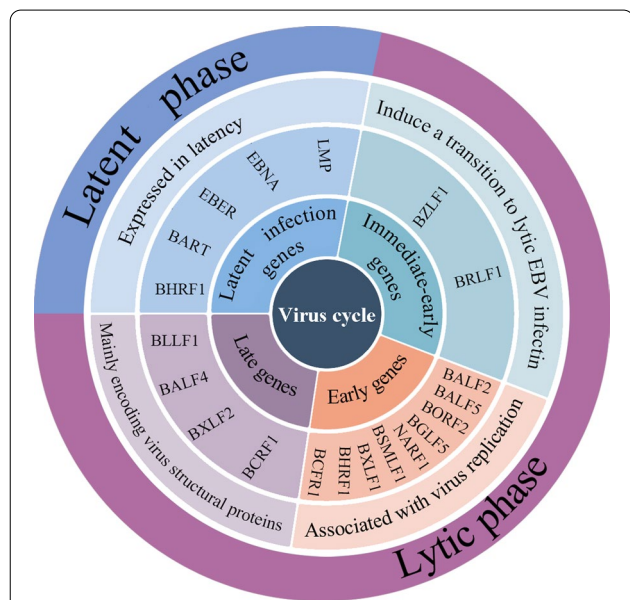 Latent phase
Expressed in latency
LMP
EBNA
EBER
BART
BHRF1
Latent infection
genes
Induce a transition to lytic EBV infectin
BZLF1
BRLF1
Immediate-early
genes
Virus cycle
Late genes
BLLF1
BALF4
BXLF2
BCRF1
Mainly encoding virus structural proteins
Early genes
BALF2
BALF5
BORF2
BGLF5
NARF1
BSMLF1
BXLF1
BHRF1
BCFR1
Associated with virus replication
Lytic phase